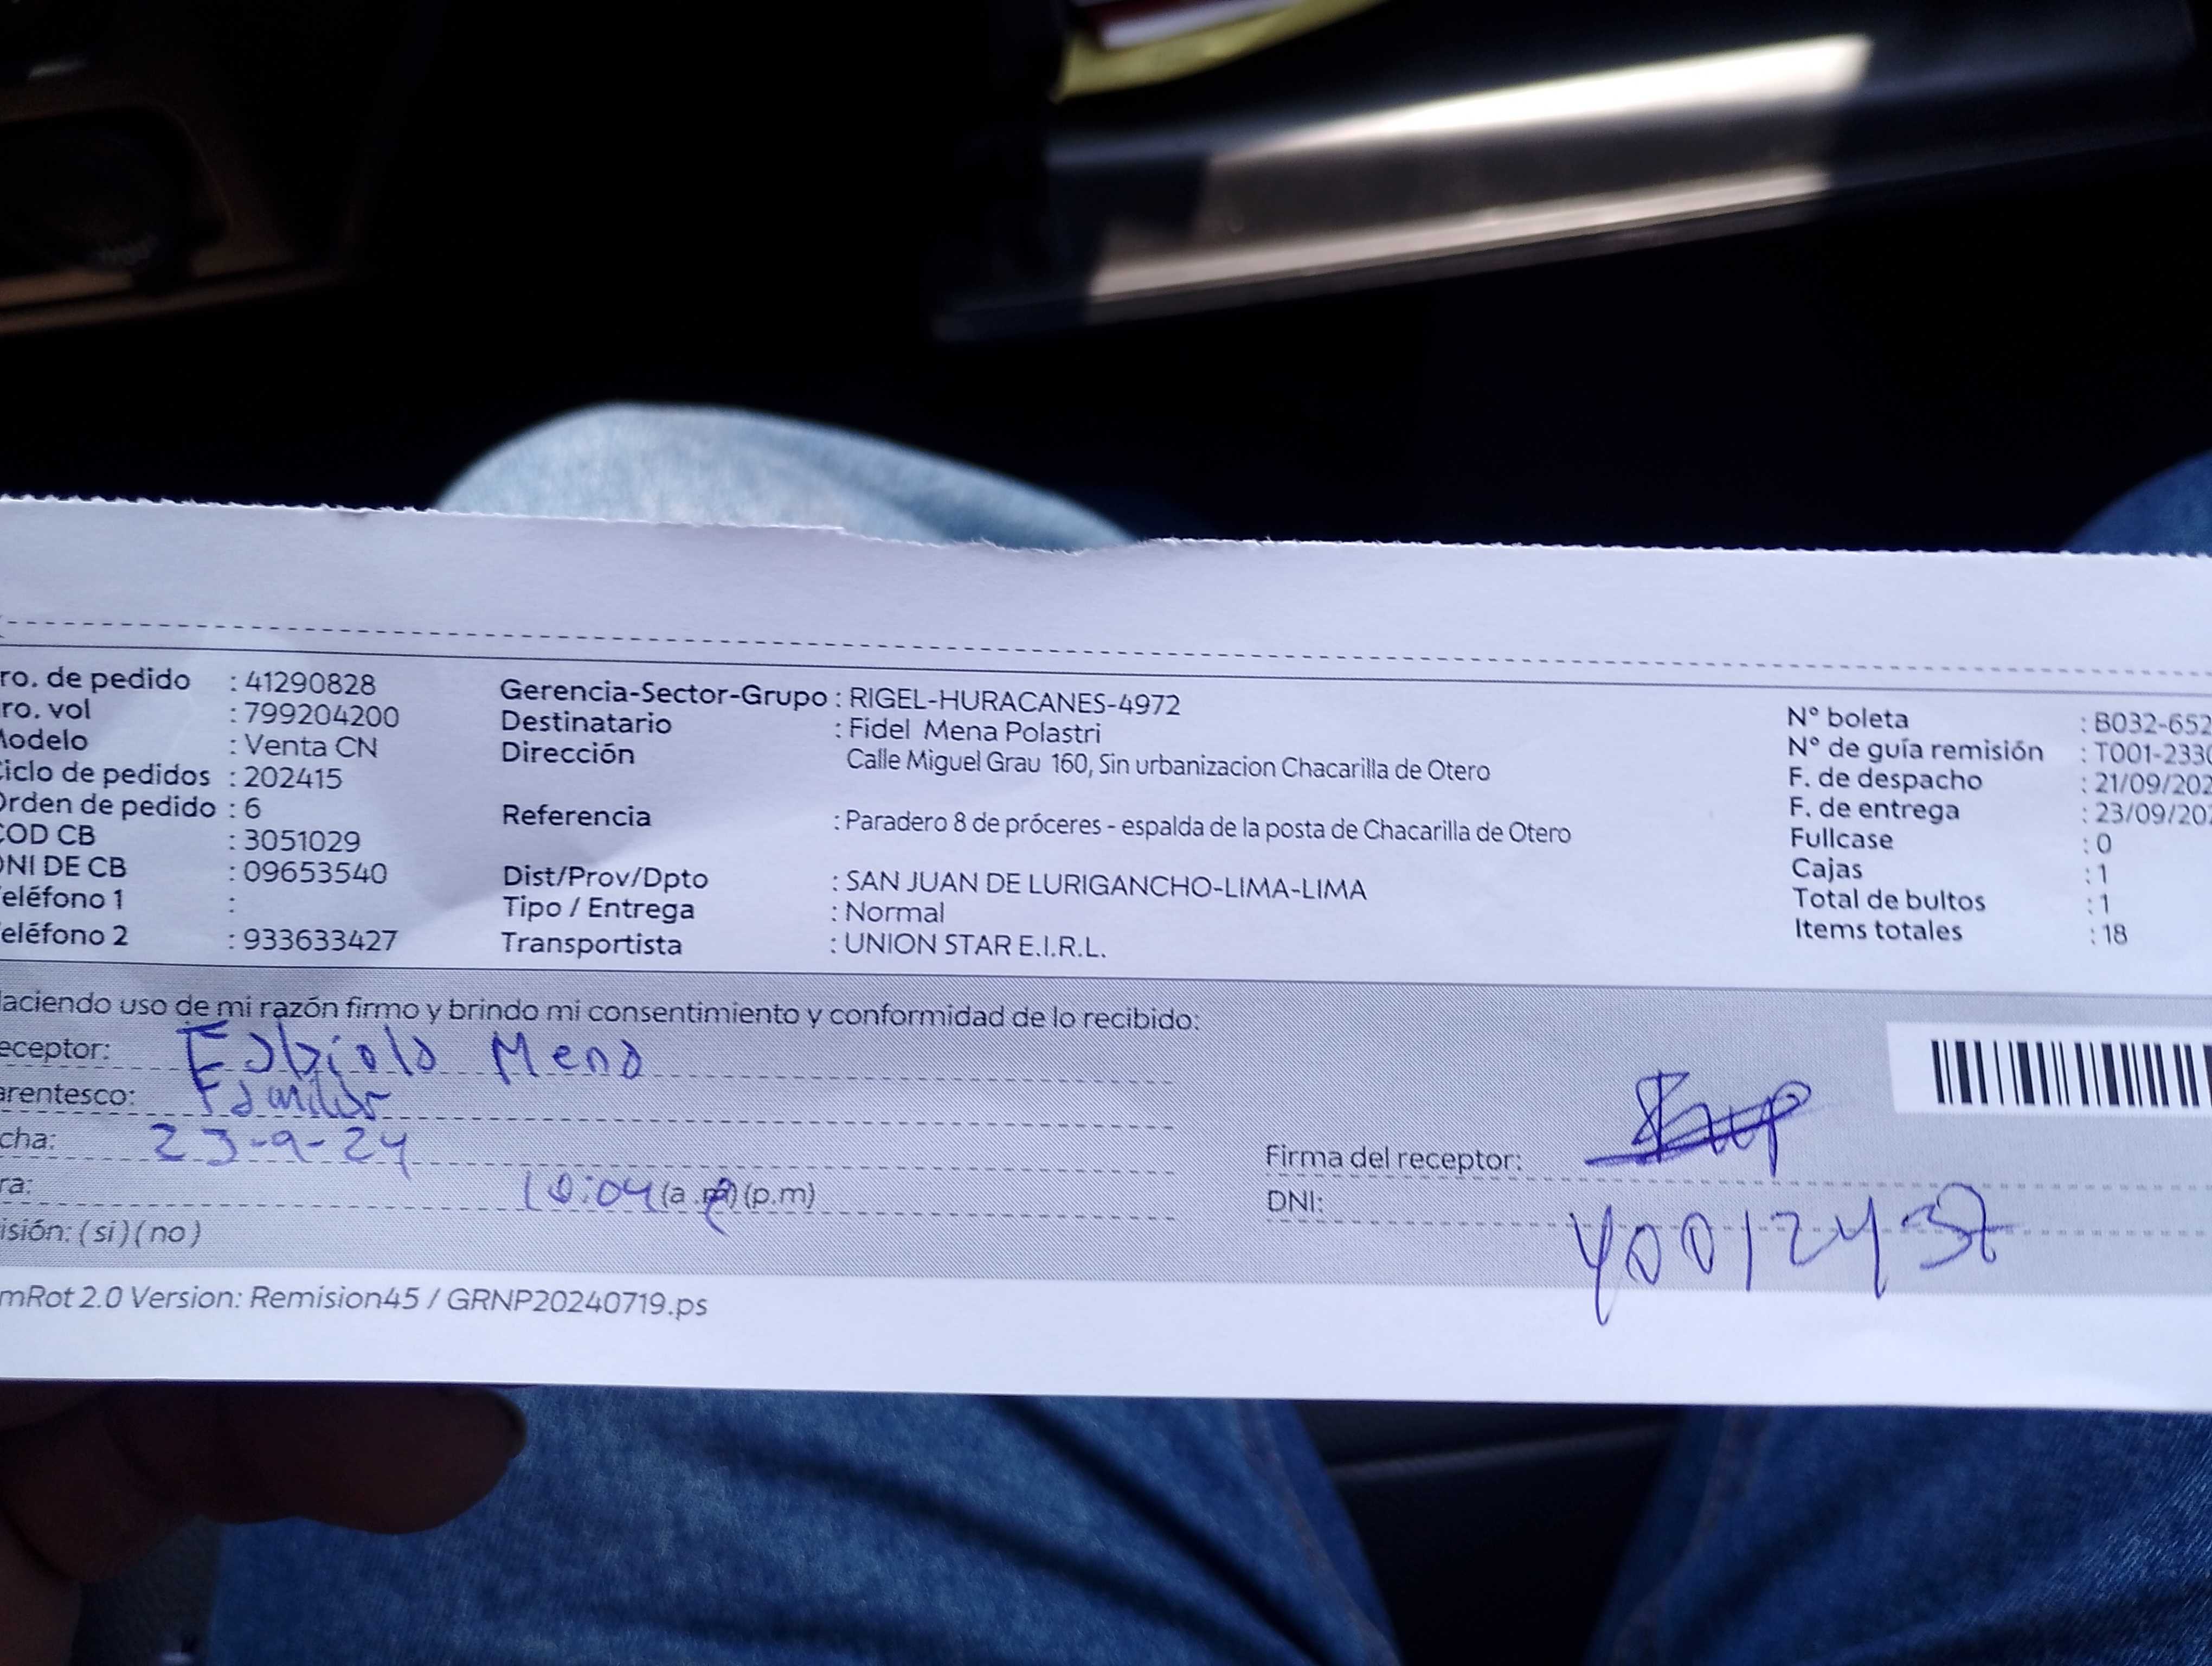 ro. de pedido : 41290828
ro. vol : 799204200
Modelo : Venta CN
Ciclo de pedidos : 202415
Orden de pedido : 6
COD CB : 3051029
DNI DE CB : 09653540
eléfono 1 :
eléfono 2 : 933633427
Gerencia-Sector-Grupo : RIGEL-HURACANES-4972
Destinatario : Fidel Mena Polastri
Dirección Calle Miguel Grau 160, Sin urbanizacion Chacarilla de Otero
Referencia : Paradero 8 de próceres - espalda de la posta de Chacarilla de Otero
Dist/Prov/Dpto : SAN JUAN DE LURIGANCHO-LIMA-LIMA
Tipo / Entrega : Normal
Transportista : UNION STAR E.I.R.L.
N° boleta : B032-652
N° de guía remisión : T001-2330
F. de despacho : 21/09/202
F. de entrega : 23/09/202
Fullcase : 0
Cajas : 1
Total de bultos : 1
Items totales : 18
Haciendo uso de mi razón firmo y brindo mi consentimiento y conformidad de lo recibido:
eceptor: Fabiola Mena
arentesco: Familiar
cha: 23-9-24
ra: 10:04 (a.m) (p.m)
isión: (si) (no)
Firma del receptor:
DNI: 40012437
mRot 2.0 Version: Remision45 / GRNP20240719.ps